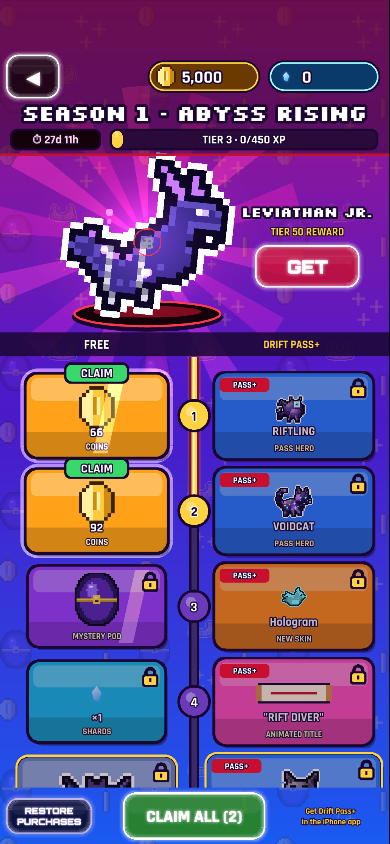 5,000
0
SEASON 1 - ABYSS RISING
27d 11h
TIER 3 · 0/450 XP
LEVIATHAN JR.
TIER 50 REWARD
GET
FREE
DRIFT PASS+
CLAIM
66
COINS
1
PASS+
RIFTLING
PASS HERO
CLAIM
92
COINS
2
PASS+
VOIDCAT
PASS HERO
MYSTERY POD
3
PASS+
Hologram
NEW SKIN
×1
SHARDS
4
PASS+
"RIFT DIVER"
ANIMATED TITLE
PASS+
RESTORE
PURCHASES
CLAIM ALL (2)
Get Drift Pass+
in the iPhone app